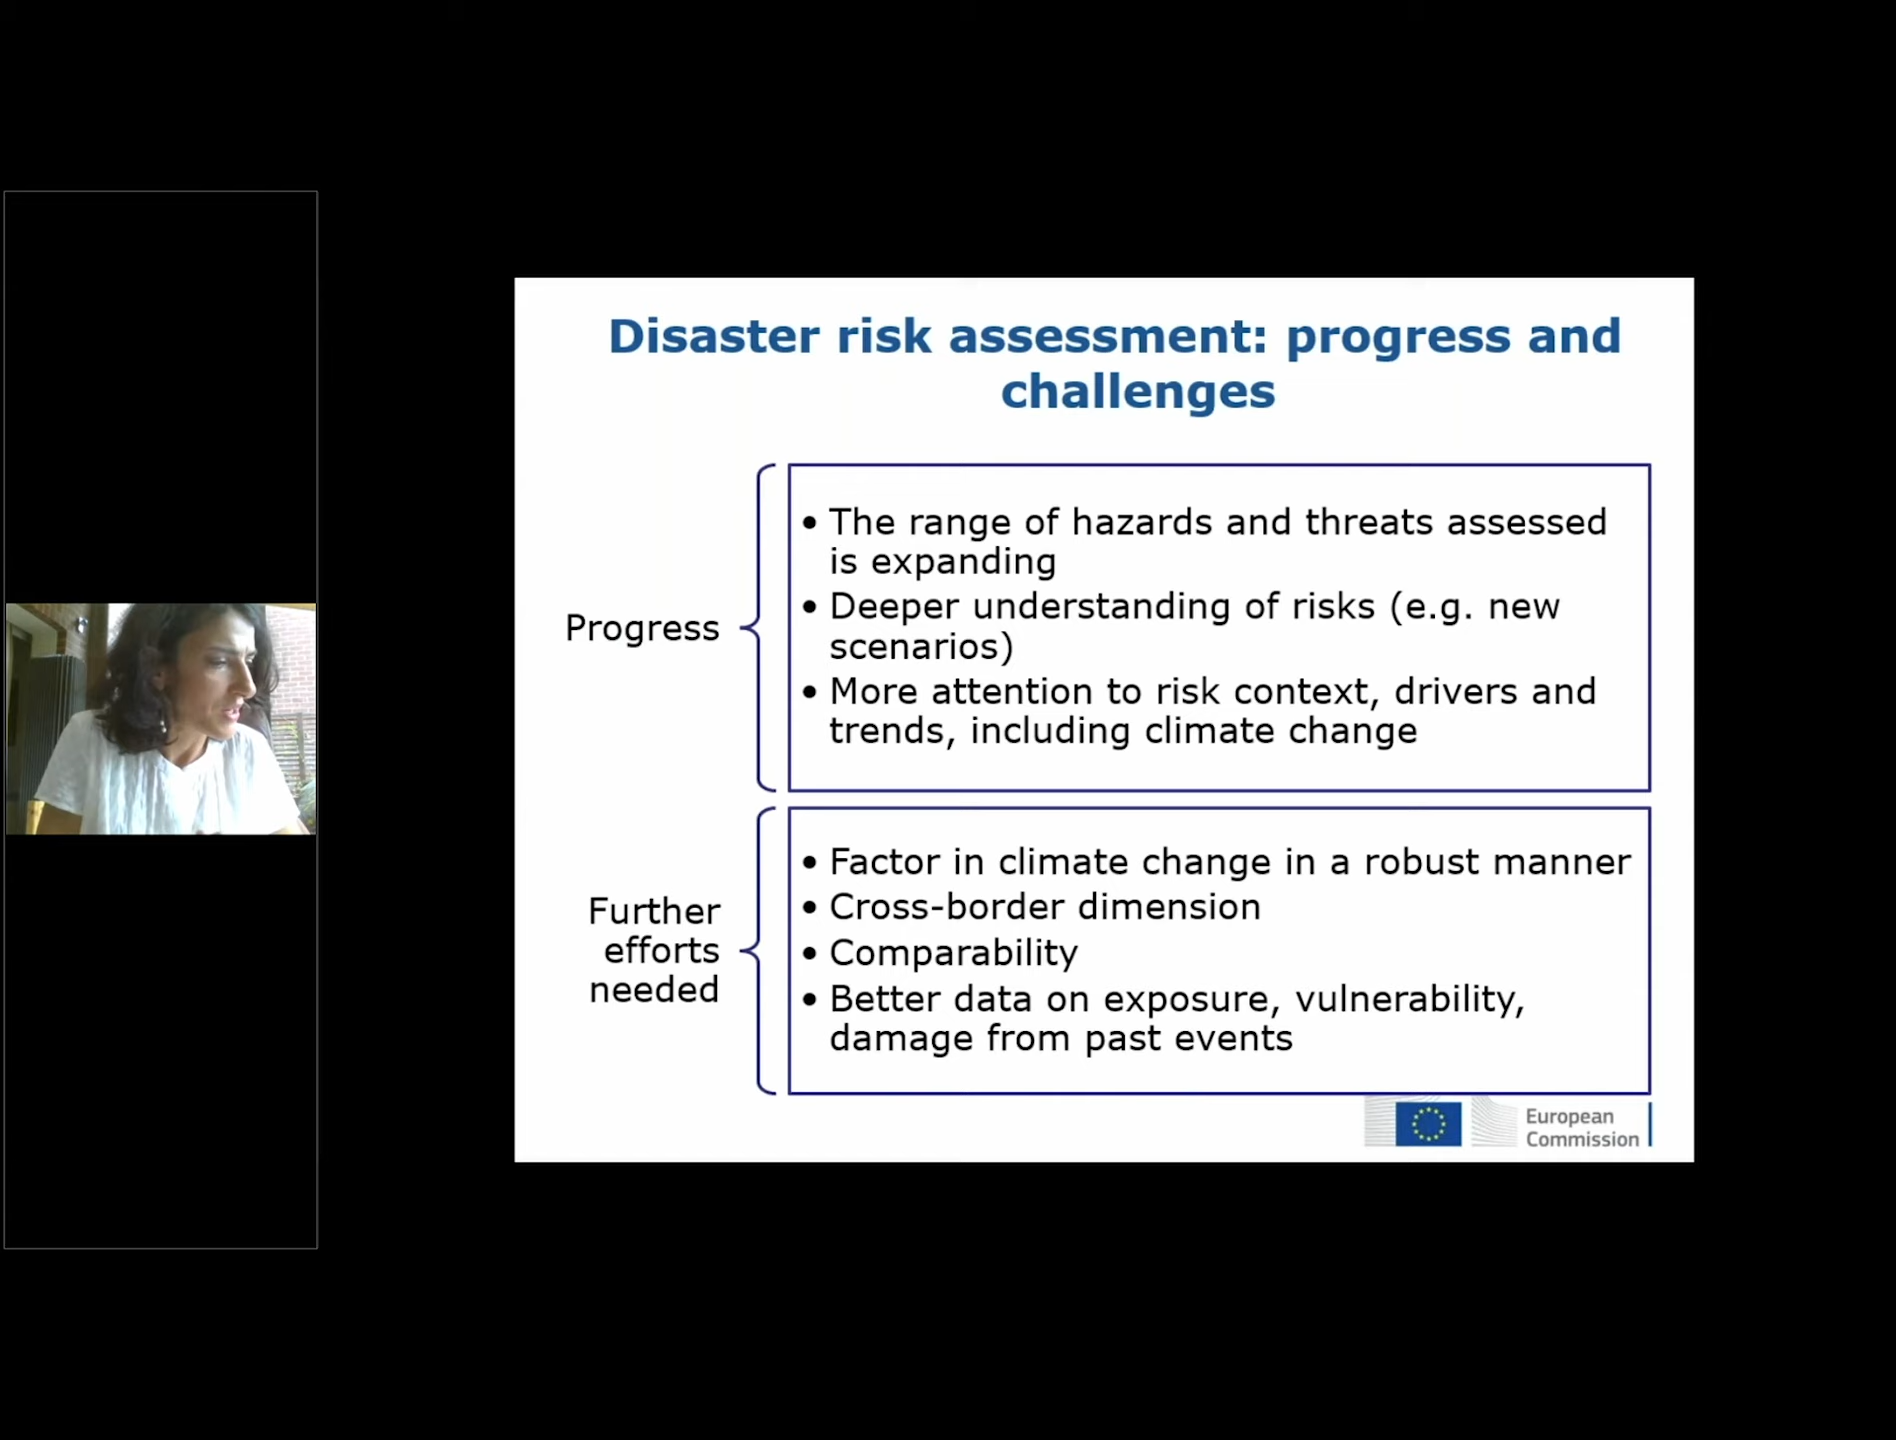 Disaster risk assessment: progress and
challenges
Progress
• The range of hazards and threats assessed
is expanding
• Deeper understanding of risks (e.g. new
scenarios)
• More attention to risk context, drivers and
trends, including climate change
Further
efforts
needed
• Factor in climate change in a robust manner
• Cross-border dimension
• Comparability
• Better data on exposure, vulnerability,
damage from past events
European
Commission